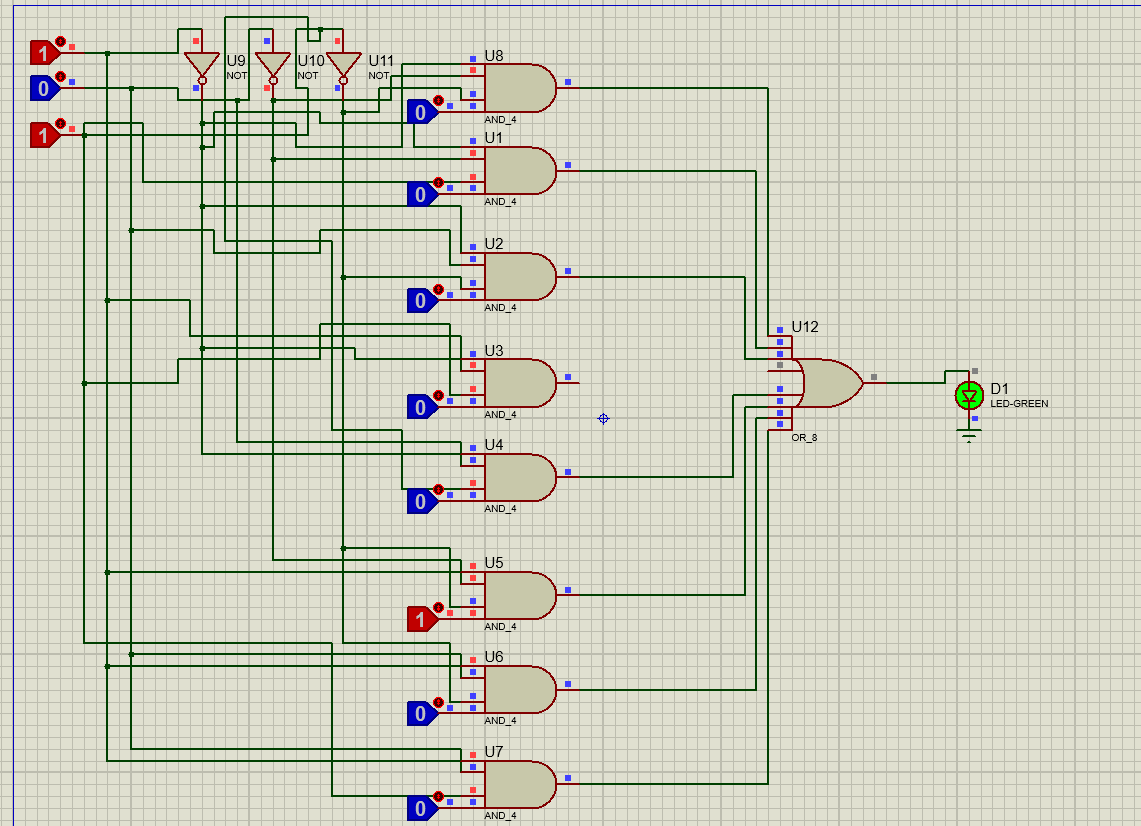 1
0
1
U9
NOT
U10
NOT
U11
NOT
U8
0
AND_4
U1
0
AND_4
U2
0
AND_4
U3
0
AND_4
U4
0
AND_4
U5
1
AND_4
U6
0
AND_4
U7
0
AND_4
U12
OR_8
D1
LED-GREEN